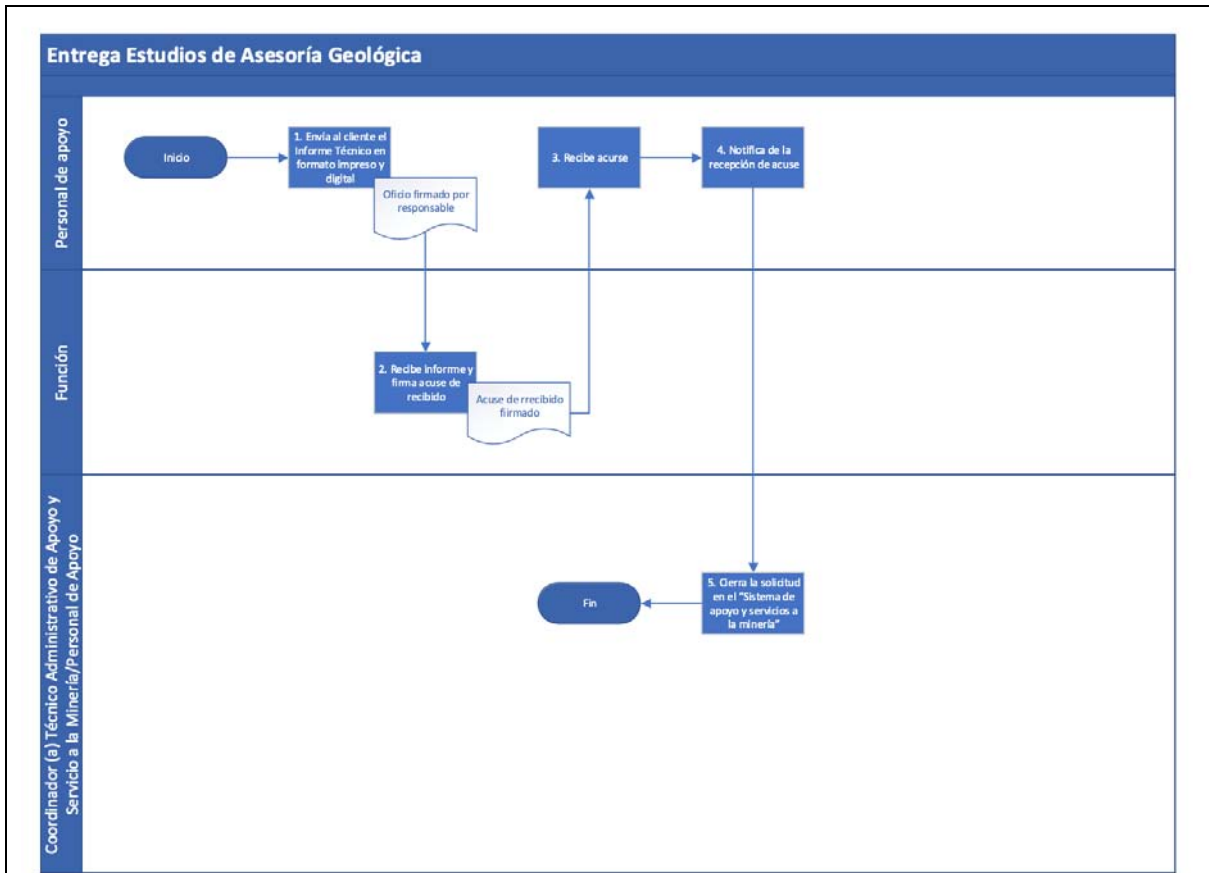 Entrega Estudios de Asesoría Geológica
Personal de apoyo
Inicio
1. Envía al cliente el
Informe Técnico en
formato impreso y
digital
Oficio firmado por
responsable
3. Recibe acurse
4. Notifica de la
recepción de acuse
Función
2. Recibe informe y
firma acuse de
recibido
Acuse de rrecibido
fiirmado
Coordinador (a) Técnico Administrativo de Apoyo y
Servicio a la Minería/Personal de Apoyo
Fin
5. Cierra la solicitud
en el "Sistema de
apoyo y servicios a
la minería"